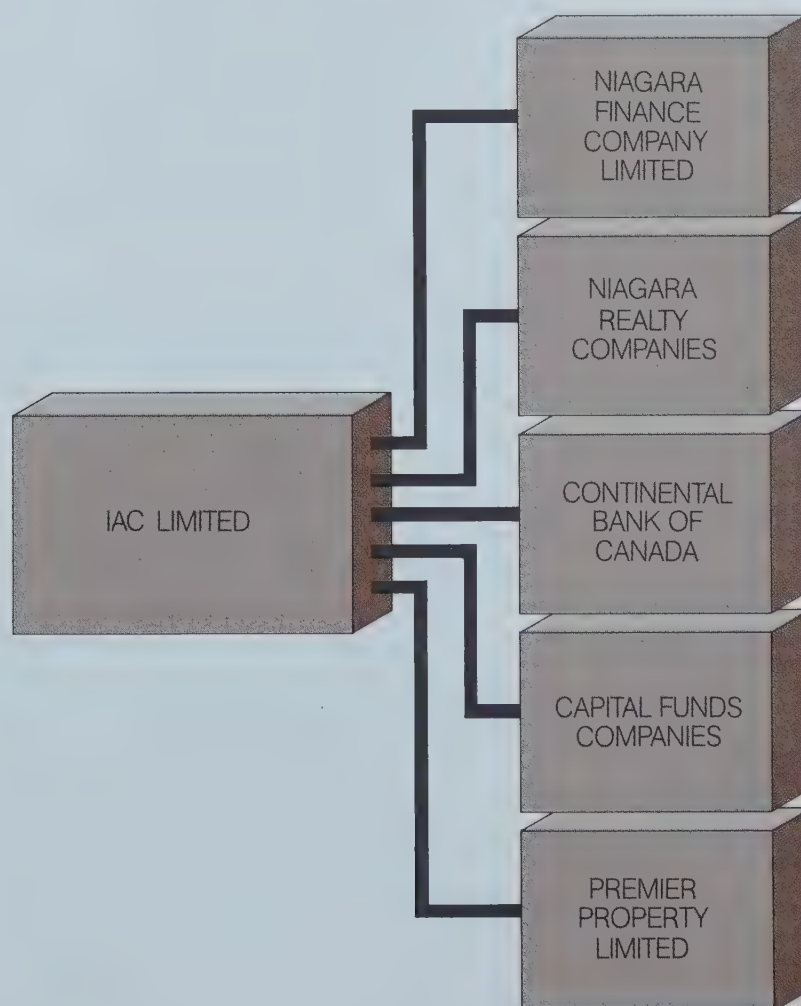 IAC LIMITED
NIAGARA
FINANCE
COMPANY
LIMITED
NIAGARA
REALTY
COMPANIES
CONTINENTAL
BANK OF
CANADA
CAPITAL FUNDS
COMPANIES
PREMIER
PROPERTY
LIMITED